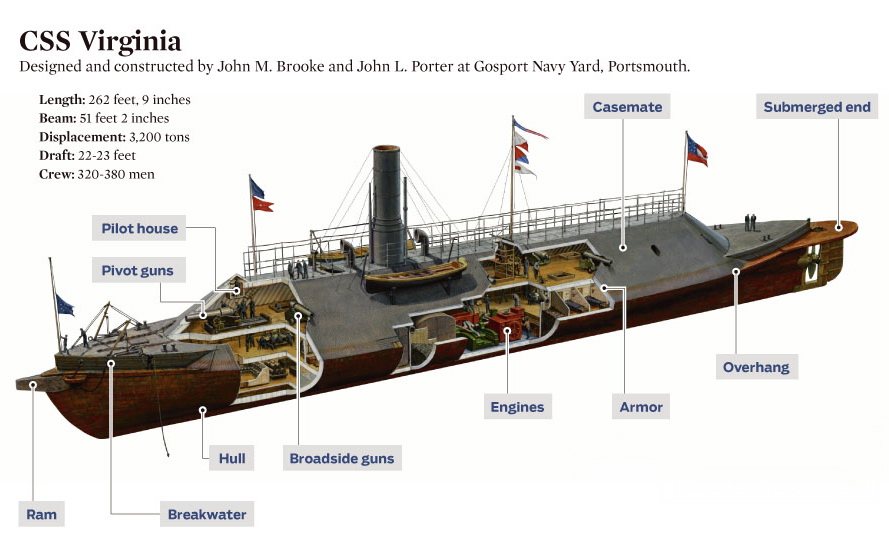 CSS Virginia
Designed and constructed by John M. Brooke and John L. Porter at Gosport Navy Yard, Portsmouth.
Length: 262 feet, 9 inches
Beam: 51 feet 2 inches
Displacement: 3,200 tons
Draft: 22-23 feet
Crew: 320-380 men
Casemate
Submerged end
Pilot house
Pivot guns
Overhang
Engines
Armor
Hull
Broadside guns
Ram
Breakwater